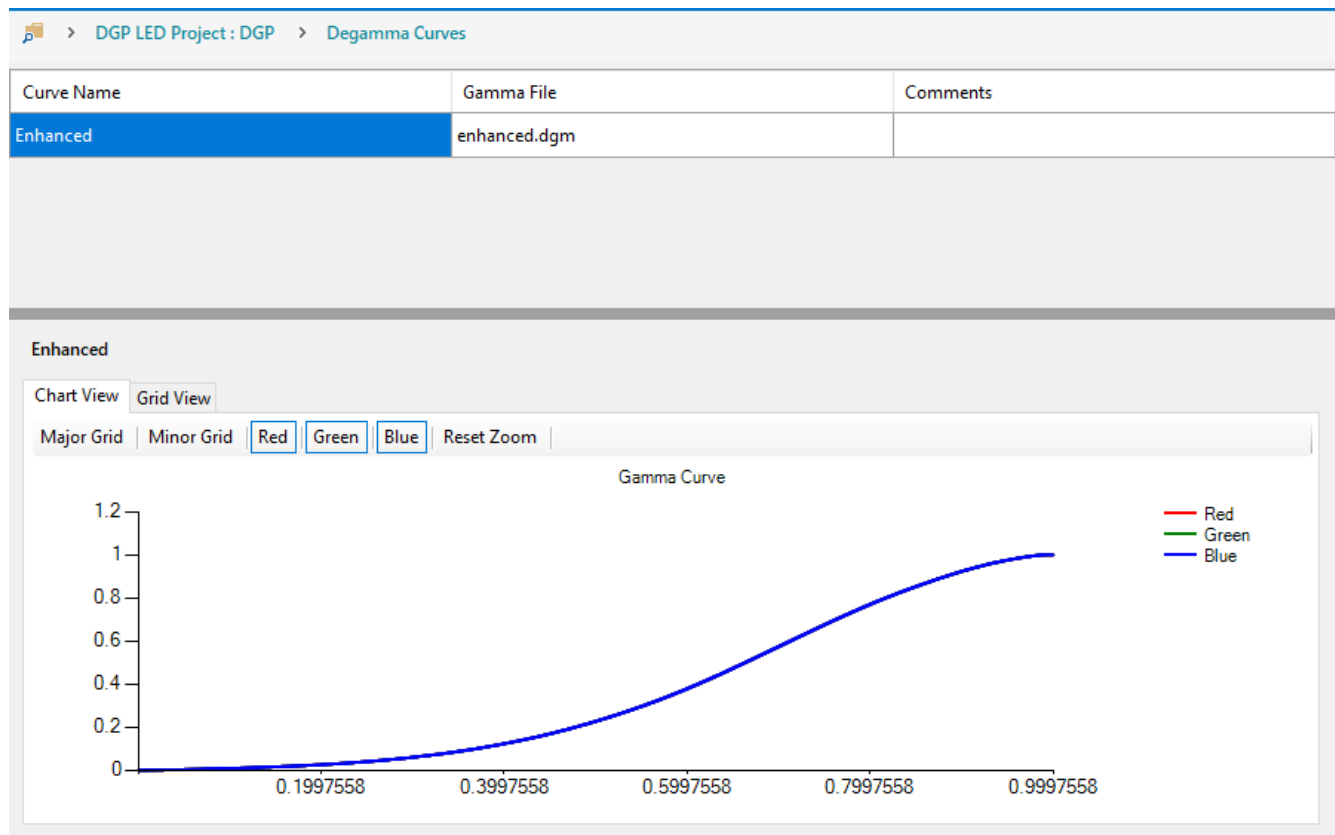 > DGP LED Project : DGP > Degamma Curves
Curve Name Gamma File Comments
Enhanced enhanced.dgm
Enhanced
Chart View Grid View
Major Grid Minor Grid Red Green Blue Reset Zoom
Gamma Curve
1.2
1
0.8
0.6
0.4
0.2
0
0.1997558 0.3997558 0.5997558 0.7997558 0.9997558
Red
Green
Blue